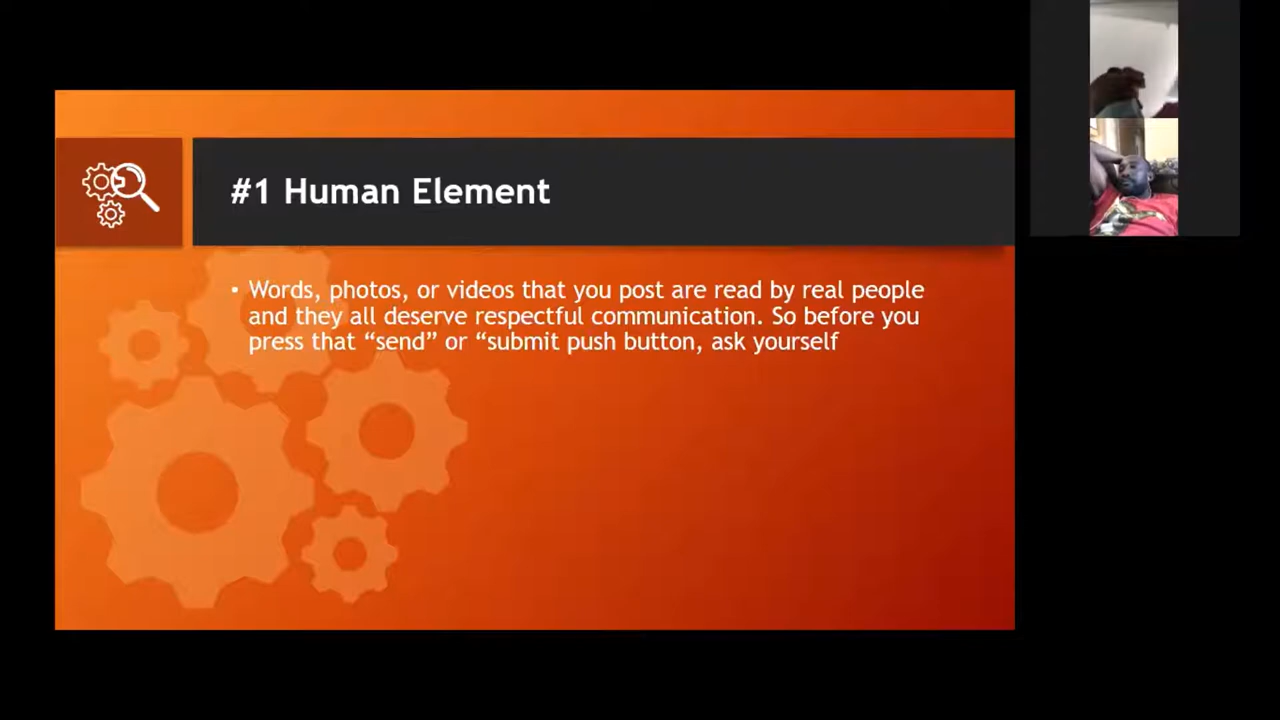 #1 Human Element
• Words, photos, or videos that you post are read by real people
and they all deserve respectful communication. So before you
press that “send” or “submit push button, ask yourself